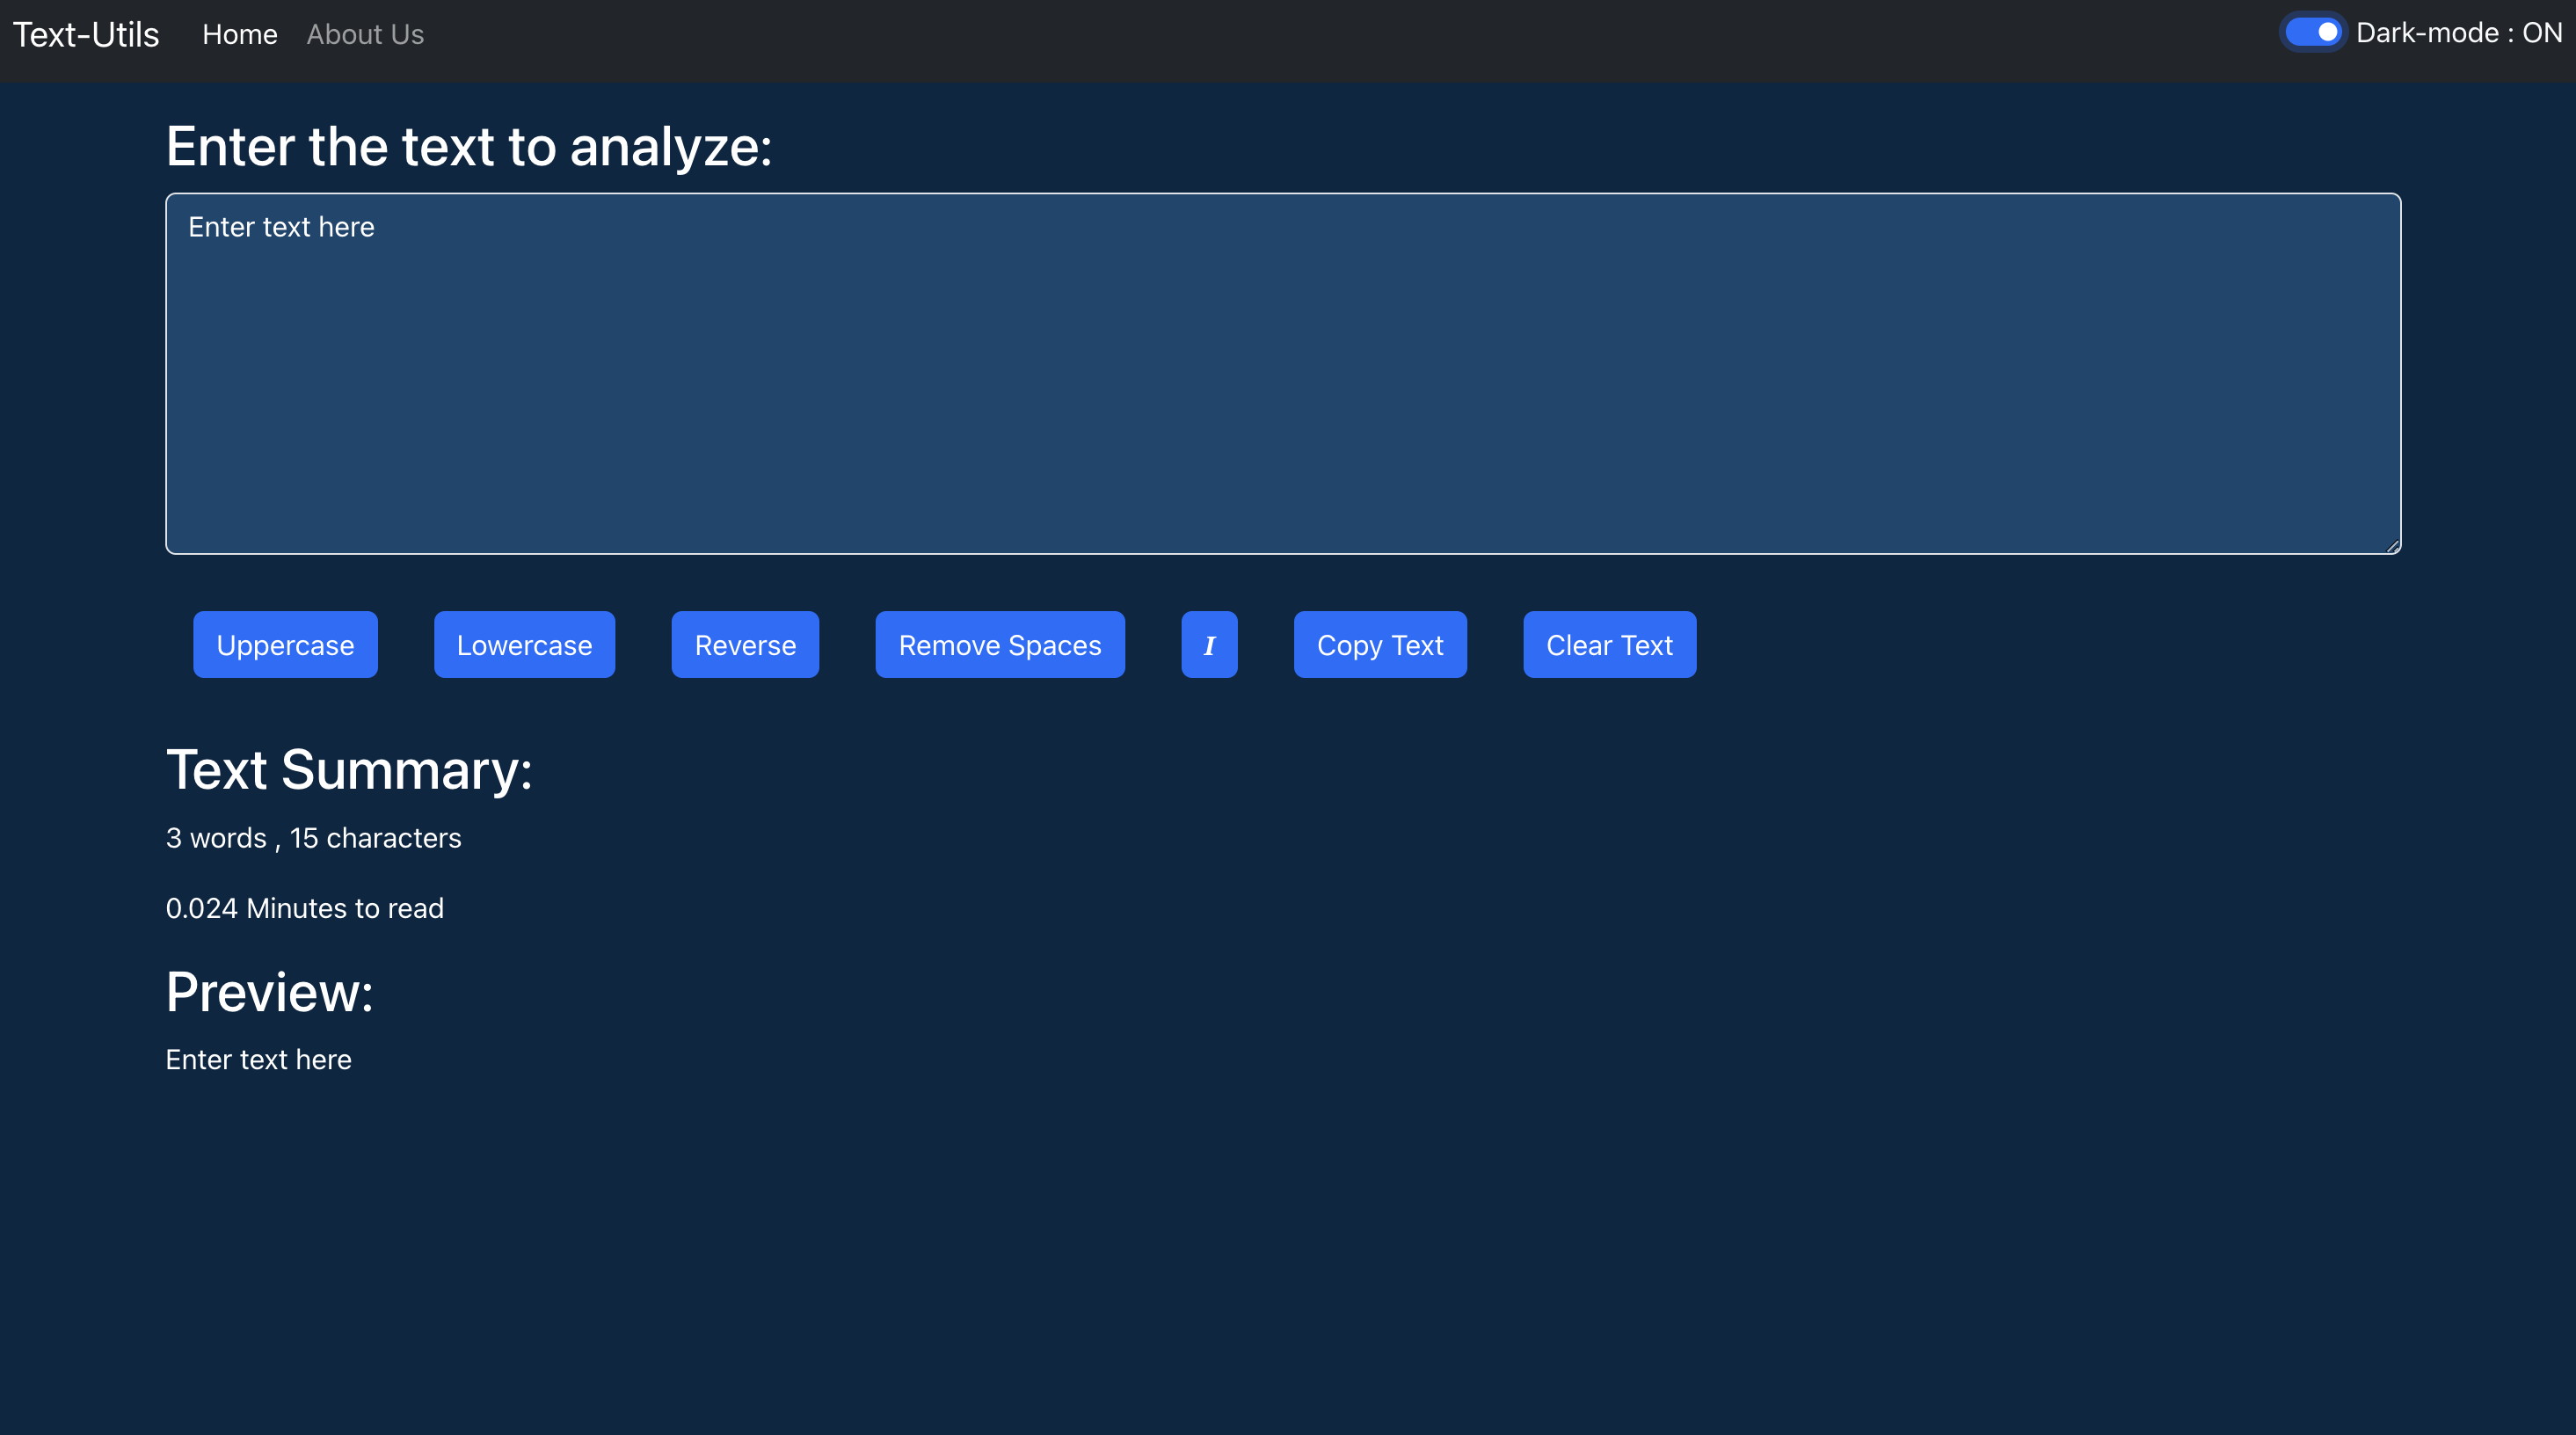 Text-Utils Home About Us Dark-mode : ON
Enter the text to analyze:
Enter text here
Uppercase Lowercase Reverse Remove Spaces I Copy Text Clear Text
Text Summary:
3 words , 15 characters
0.024 Minutes to read
Preview:
Enter text here